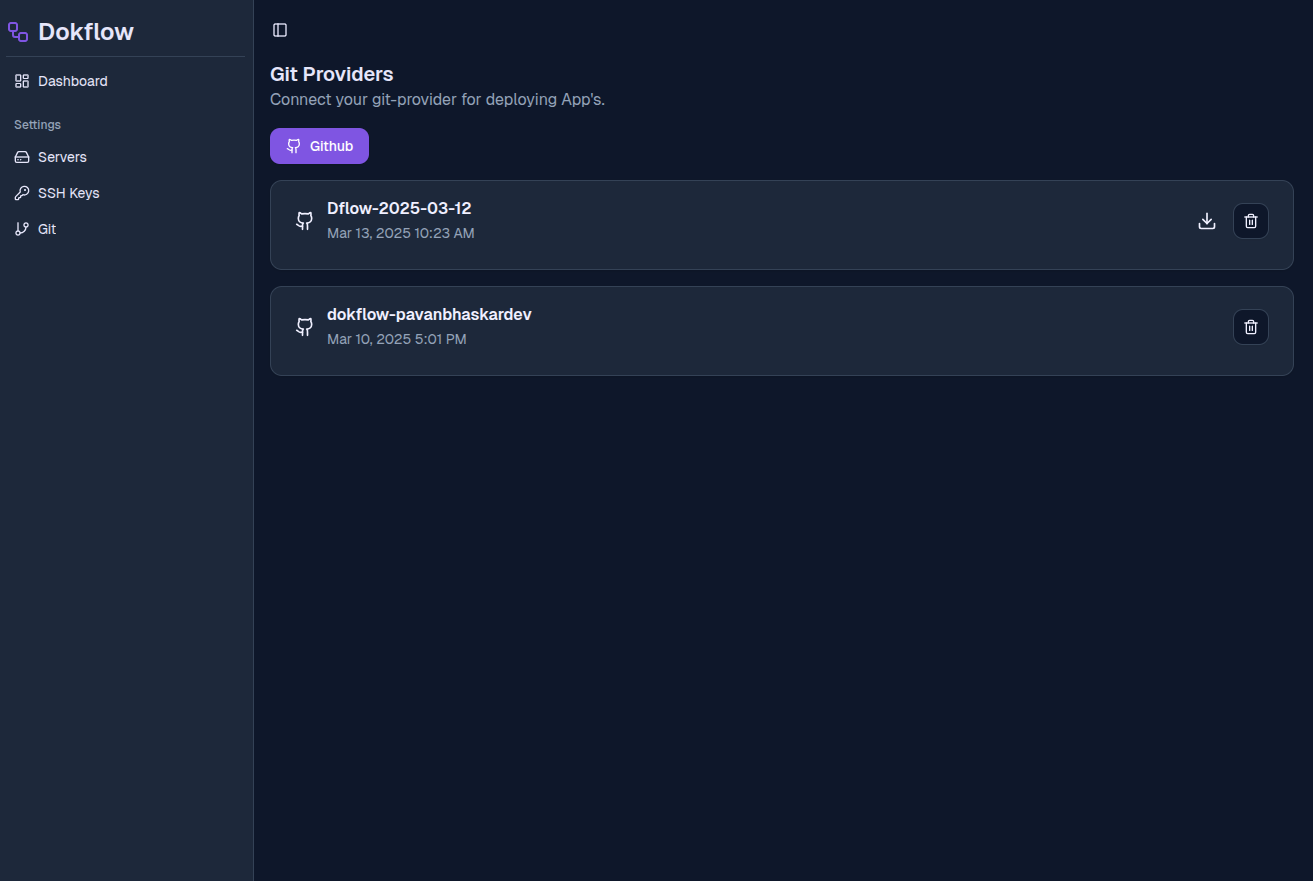 Dokflow
Dashboard
Settings
Servers
SSH Keys
Git
Git Providers
Connect your git-provider for deploying App's.
Github
Dflow-2025-03-12
Mar 13, 2025 10:23 AM
dokflow-pavanbhaskardev
Mar 10, 2025 5:01 PM